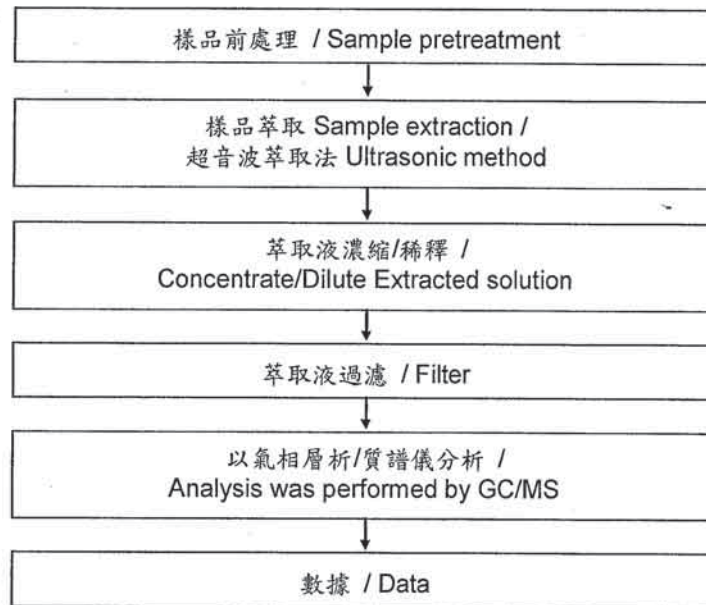 樣品前處理 / Sample pretreatment
樣品萃取 Sample extraction /
超音波萃取法 Ultrasonic method
萃取液濃縮/稀釋 /
Concentrate/Dilute Extracted solution
萃取液過濾 / Filter
以氣相層析/質譜儀分析 /
Analysis was performed by GC/MS
數據 / Data